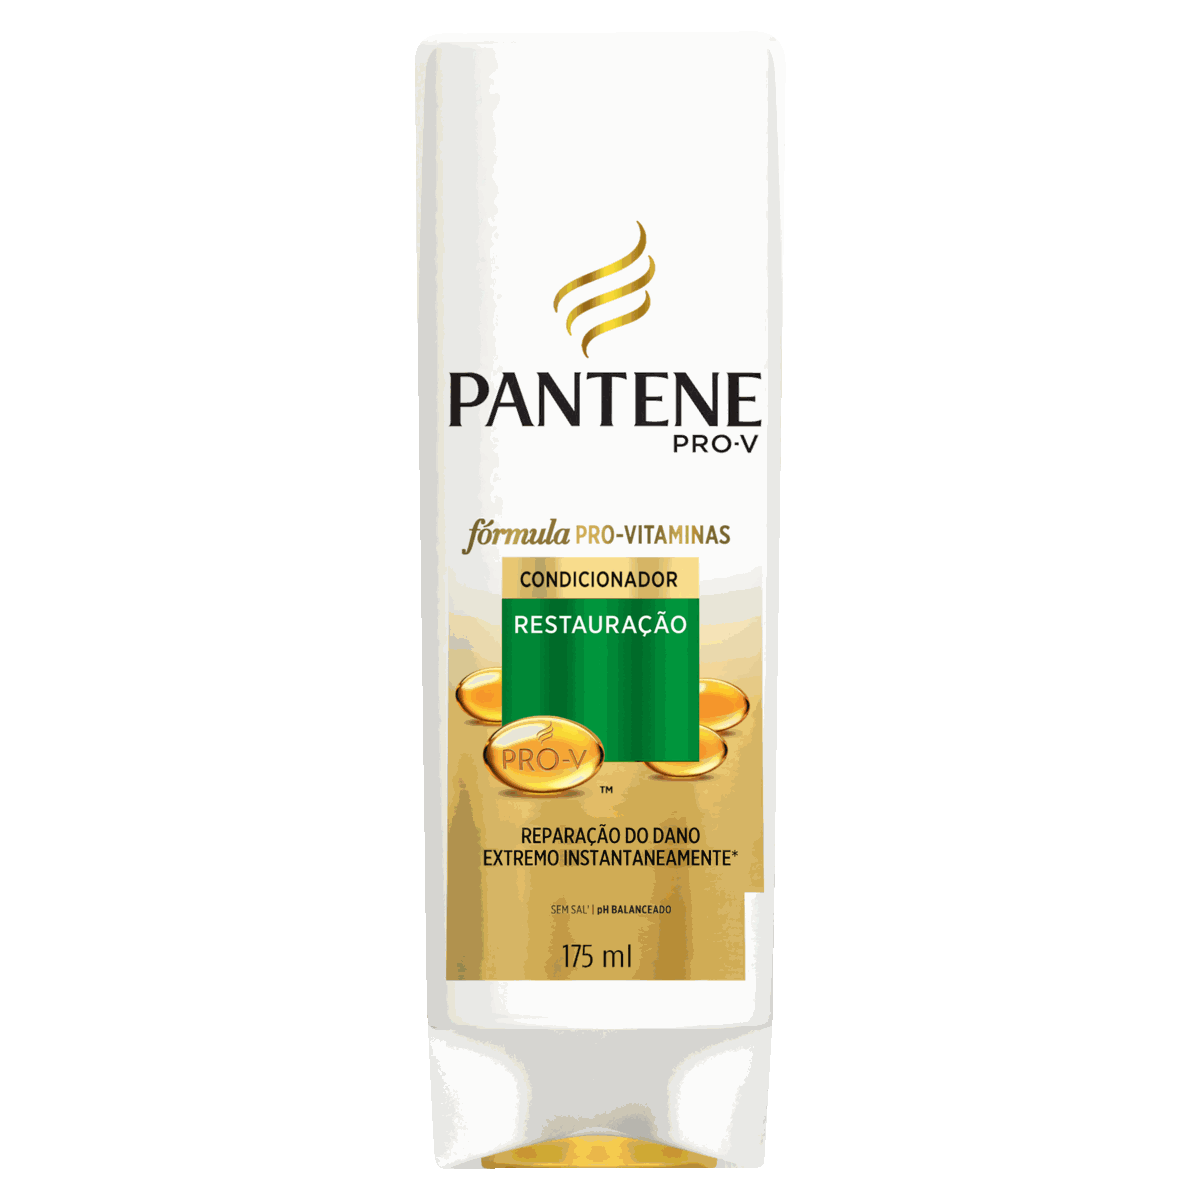 PANTENE
PRO-V
fórmula PRO-VITAMINAS
CONDICIONADOR
RESTAURAÇÃO
PRO-V
TM
REPARAÇÃO DO DANO
EXTREMO INSTANTANEAMENTE*
SEM SAL¹ | pH BALANCEADO
175 ml